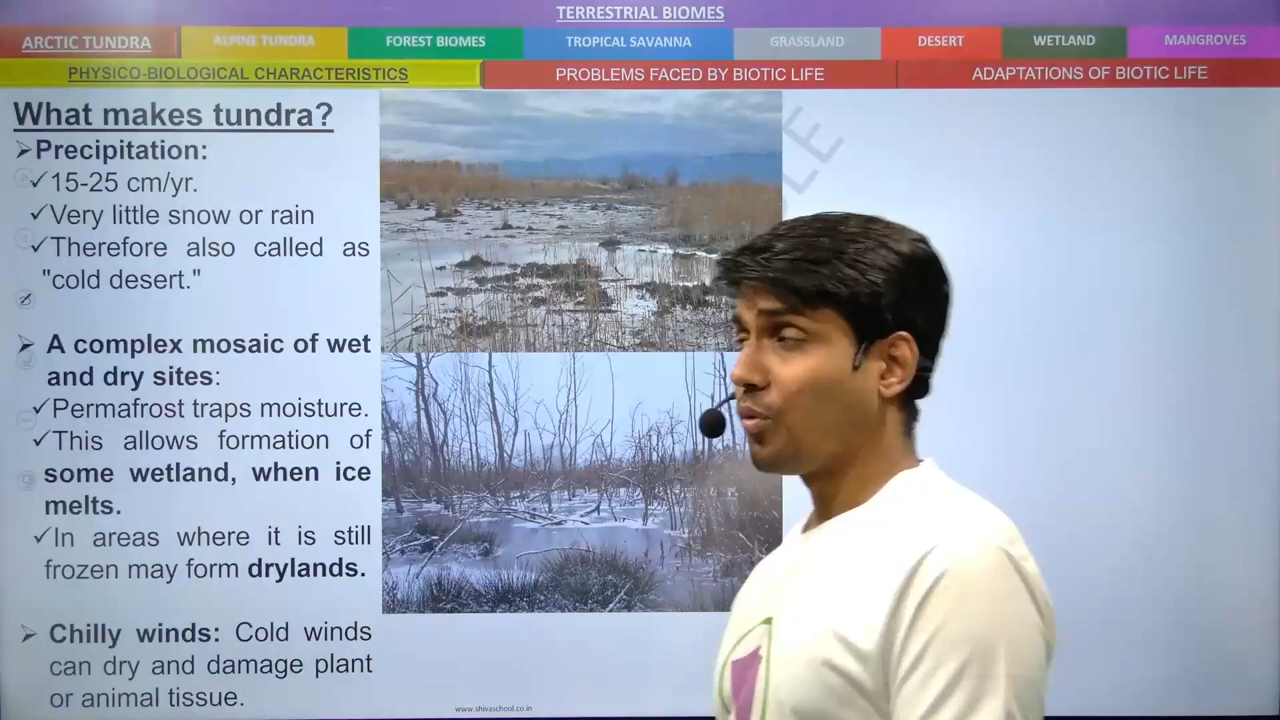 TERRESTRIAL BIOMES
ARCTIC TUNDRA ALPINE TUNDRA FOREST BIOMES TROPICAL SAVANNA GRASSLAND DESERT WETLAND MANGROVES
PHYSICO-BIOLOGICAL CHARACTERISTICS PROBLEMS FACED BY BIOTIC LIFE ADAPTATIONS OF BIOTIC LIFE
What makes tundra?
➢Precipitation:
✓15-25 cm/yr.
✓Very little snow or rain
✓Therefore also called as
"cold desert."
➢ A complex mosaic of wet
and dry sites:
✓Permafrost traps moisture.
✓This allows formation of
some wetland, when ice
melts.
✓In areas where it is still
frozen may form drylands.
➢ Chilly winds: Cold winds
can dry and damage plant
or animal tissue.
www.shivaschool.co.in